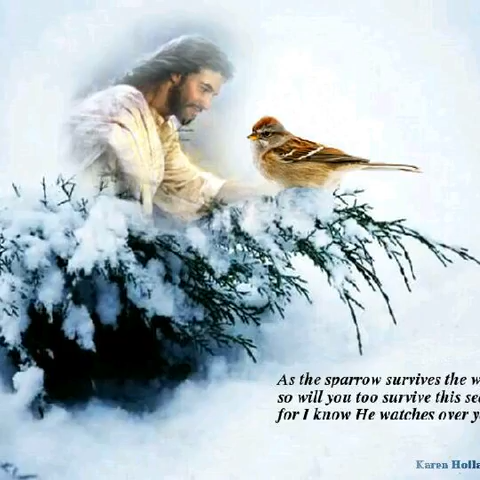 As the sparrow survives the w
so will you too survive this se
for I know He watches over y
Karen Holla